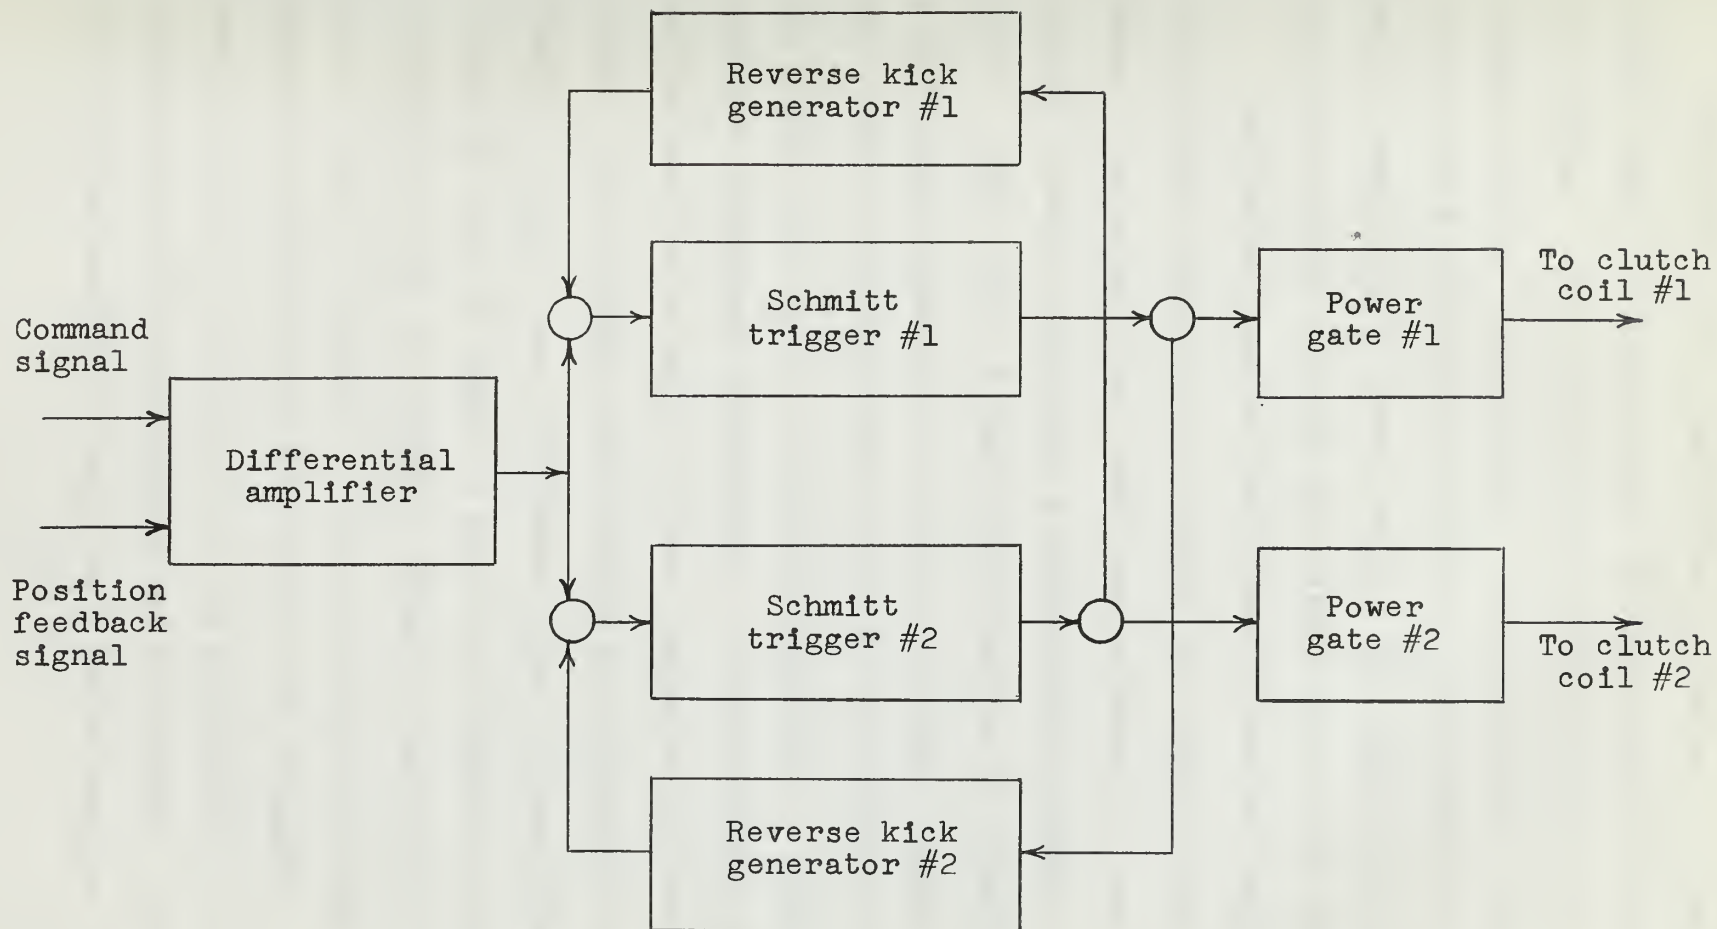 Reverse kick
generator #1
Schmitt
trigger #1
To clutch
coil #1
Power
gate #1
Command
signal
Differential
amplifier
Position
feedback
signal
Schmitt
trigger #2
Power
gate #2
To clutch
coil #2
Reverse kick
generator #2